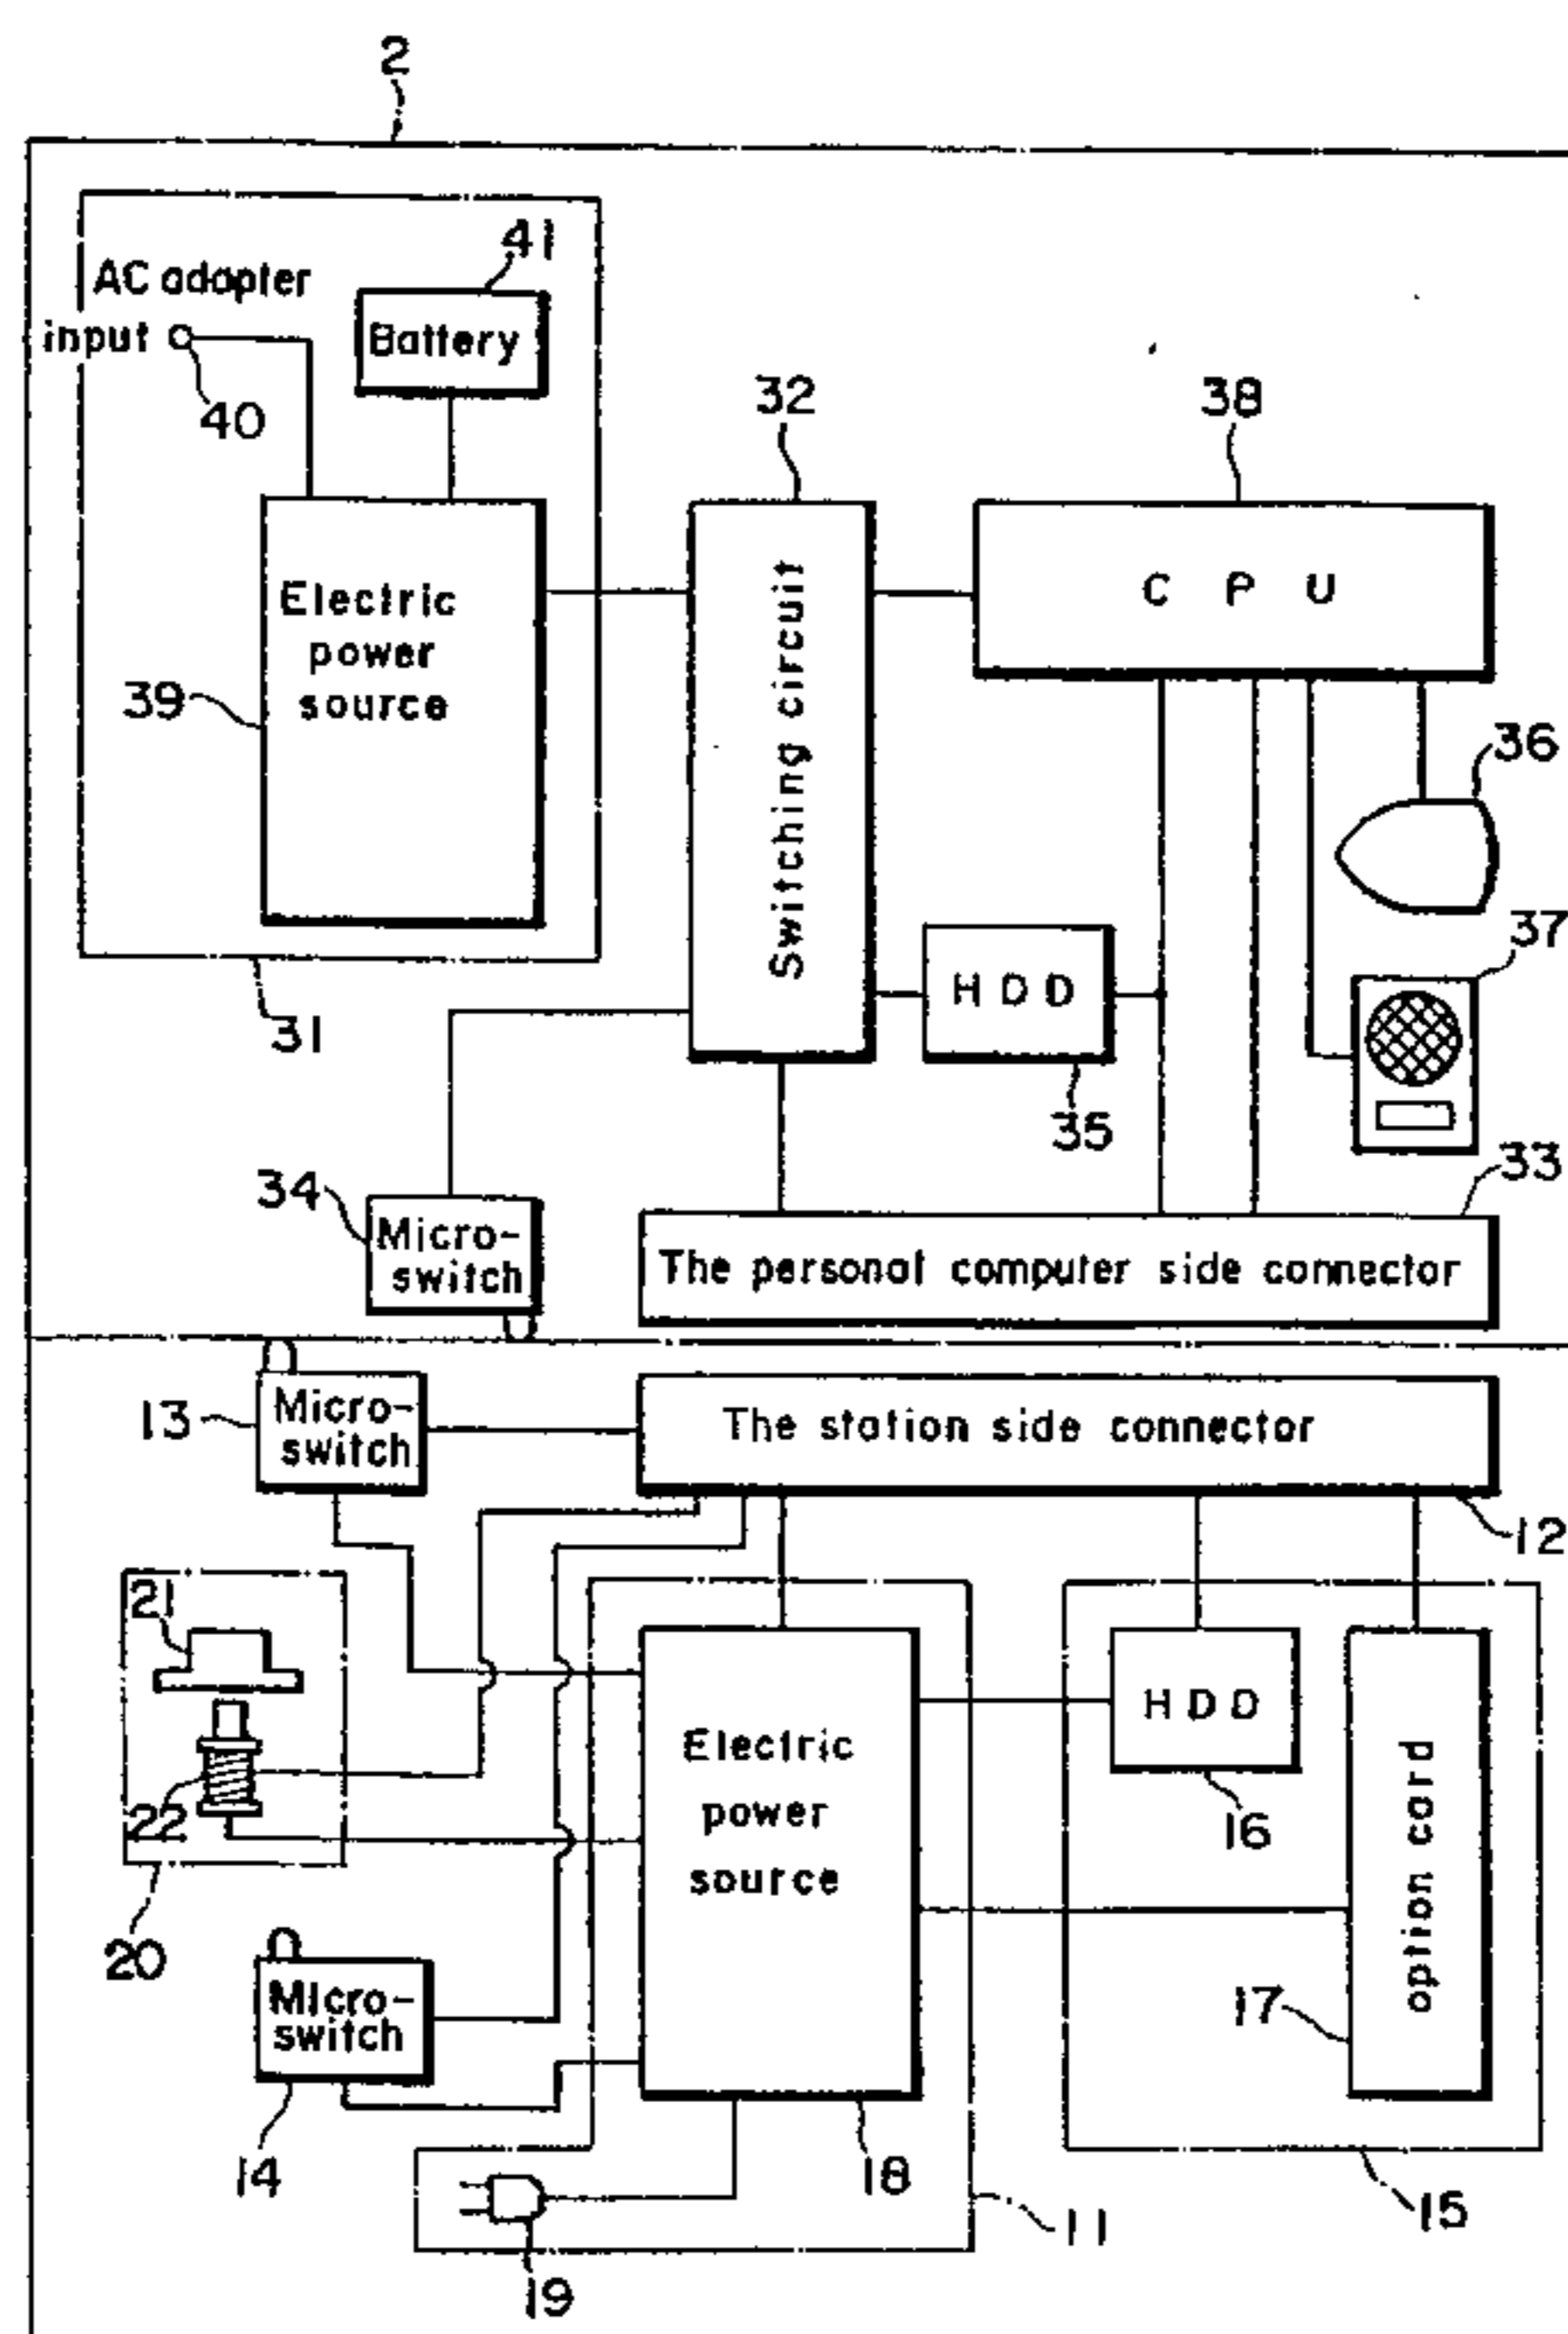 2
AC adapter
input
40
41
Battery
Electric
power
source
39
31
32
Switching circuit
38
C P U
36
37
HDD
35
33
34
Micro-
switch
The personal computer side connector
13
Micro-
switch
The station side connector
12
21
22
20
Electric
power
source
HDD
16
option card
17
Micro-
switch
14
18
19
11
15